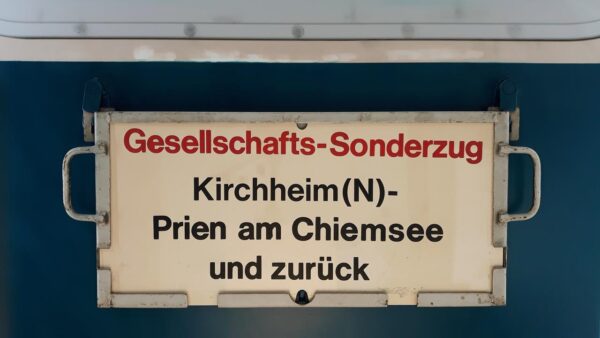 Gesellschafts-Sonderzug
Kirchheim(N)-
Prien am Chiemsee
und zurück